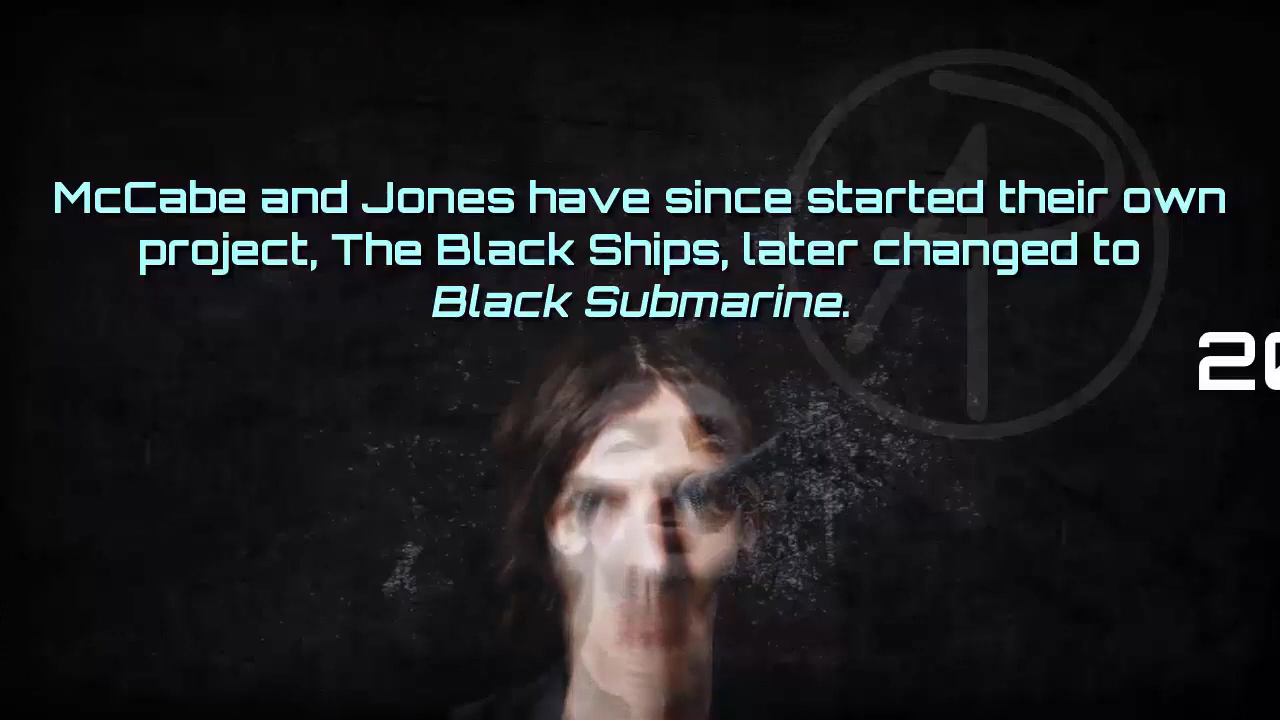 McCabe and Jones have since started their own
project, The Black Ships, later changed to
Black Submarine.